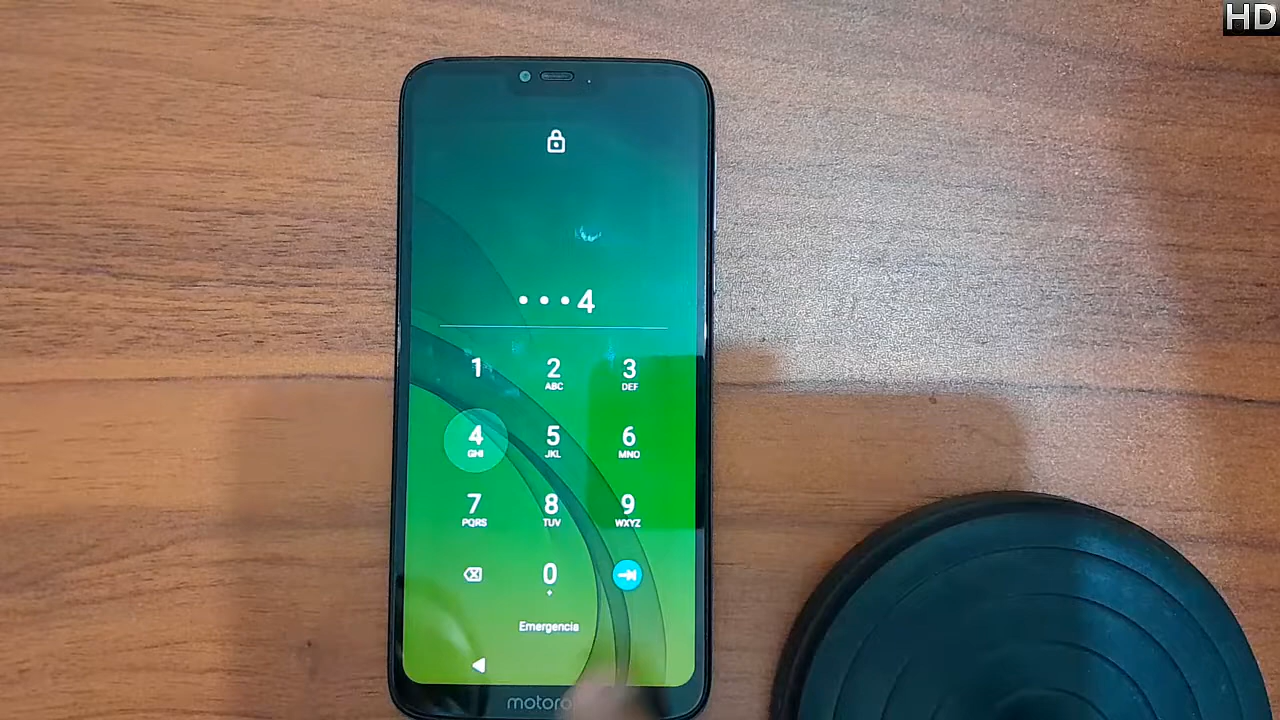 HD
•••4
1 2 3
ABC DEF
4 5 6
GHI JKL MNO
7 8 9
PQRS TUV WXYZ
0
+
Emergencia